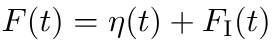 F(t) = η(t) + F_I(t)